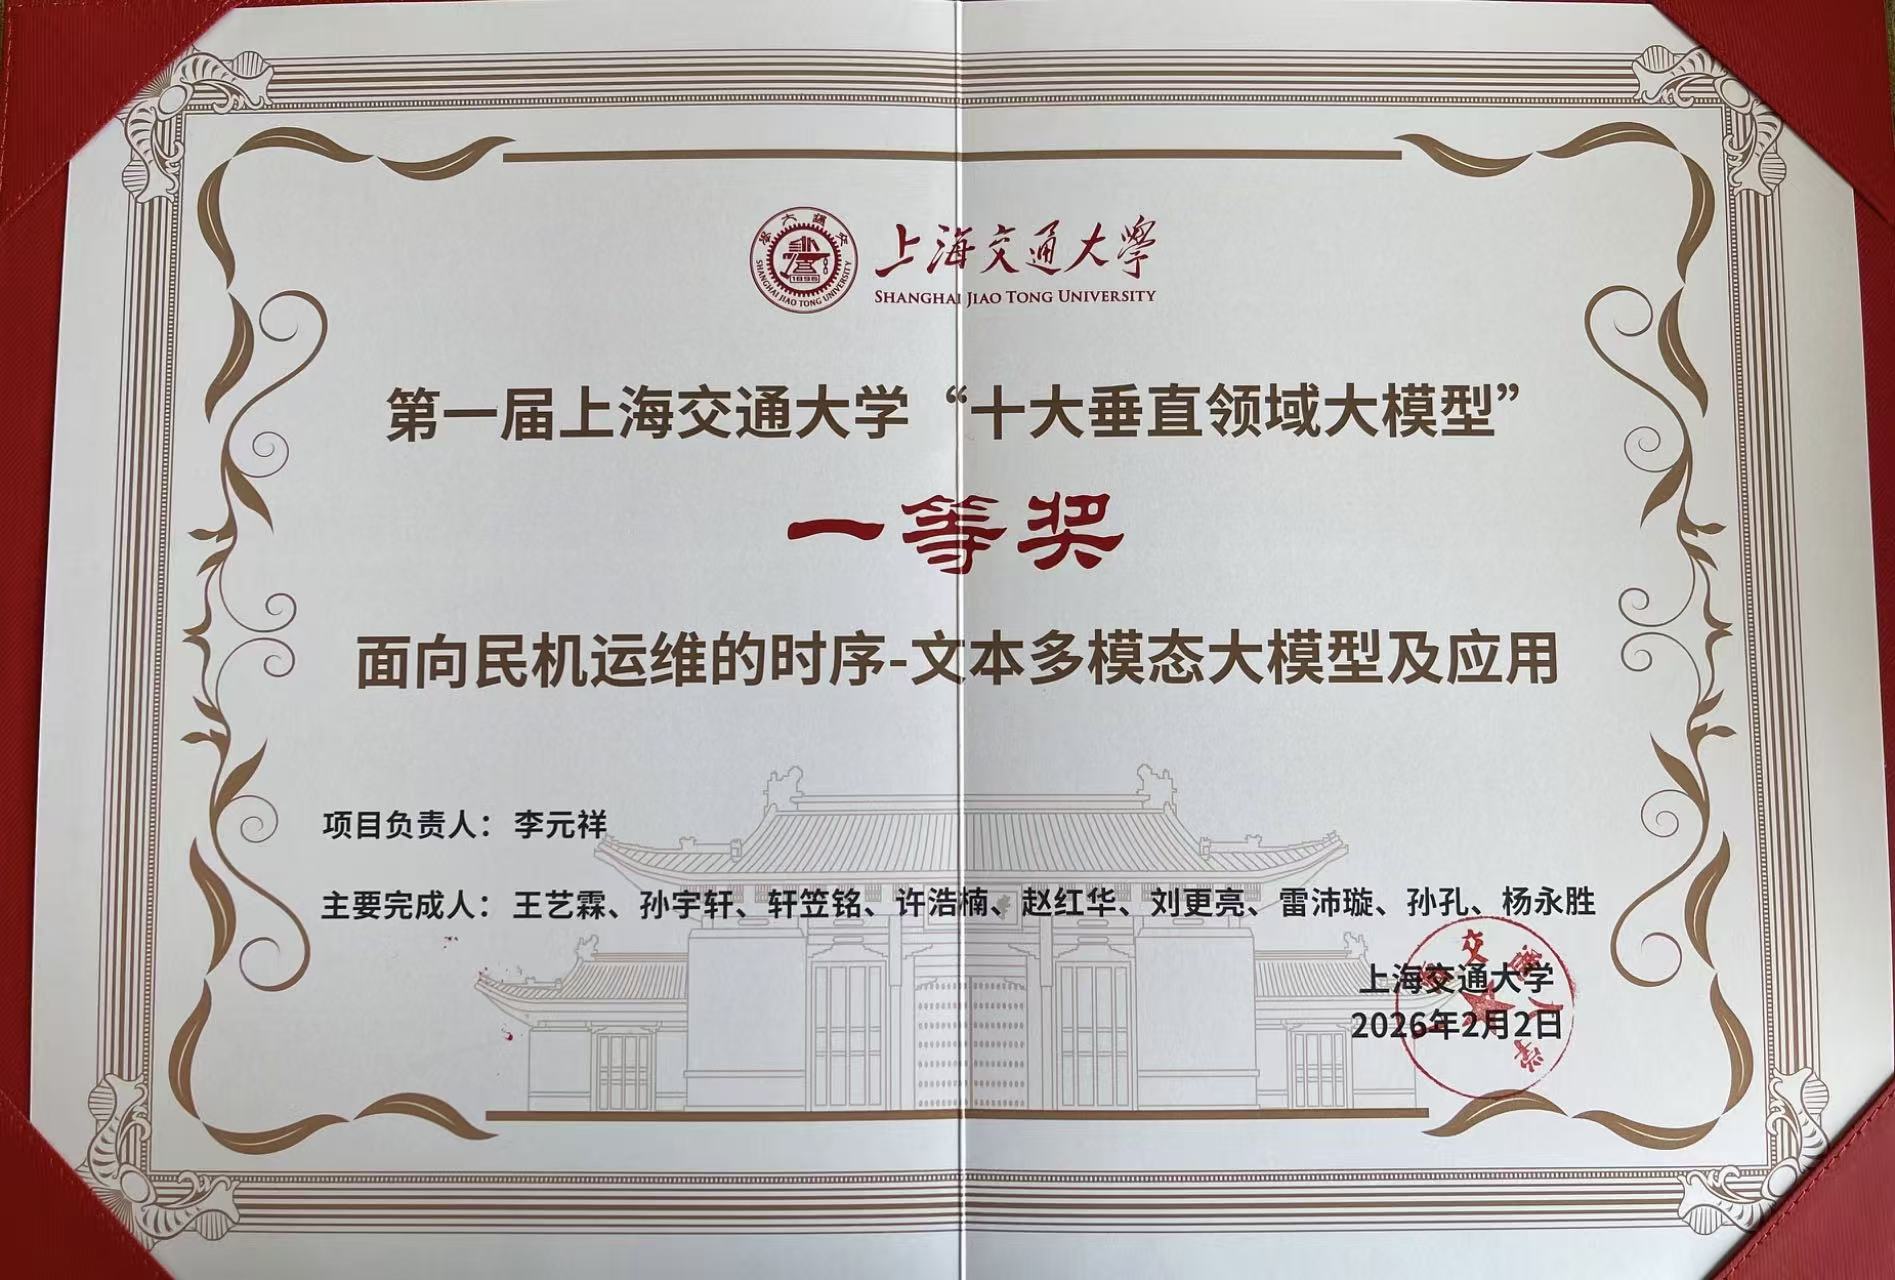 上海交通大學
SHANGHAI JIAO TONG UNIVERSITY
第一届上海交通大学“十大垂直领域大模型”
一等奖
面向民机运维的时序-文本多模态大模型及应用
项目负责人：李元祥
主要完成人：王艺霖、孙宇轩、轩笠铭、许浩楠、赵红华、刘更亮、雷沛璇、孙孔、杨永胜
上海交通大学
2026年2月2日